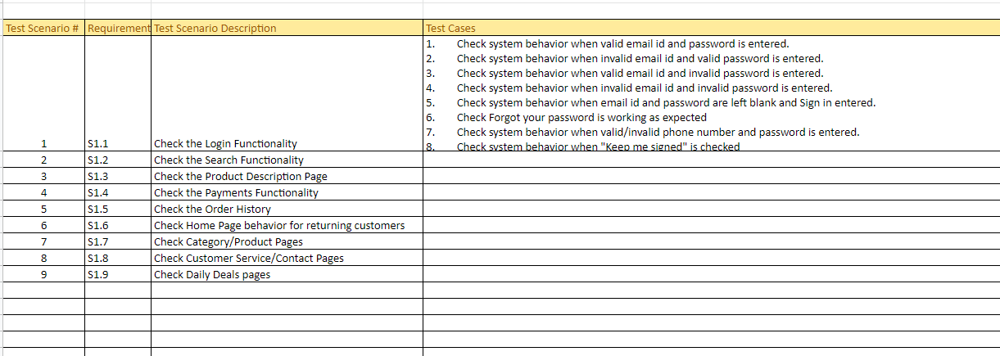 Test Scenario # Requirement Test Scenario Description Test Cases
1. Check system behavior when valid email id and password is entered.
2. Check system behavior when invalid email id and valid password is entered.
3. Check system behavior when valid email id and invalid password is entered.
4. Check system behavior when invalid email id and invalid password is entered.
5. Check system behavior when email id and password are left blank and Sign in entered.
6. Check Forgot your password is working as expected
7. Check system behavior when valid/invalid phone number and password is entered.
8. Check system behavior when "Keep me signed" is checked
1 S1.1 Check the Login Functionality
2 S1.2 Check the Search Functionality
3 S1.3 Check the Product Description Page
4 S1.4 Check the Payments Functionality
5 S1.5 Check the Order History
6 S1.6 Check Home Page behavior for returning customers
7 S1.7 Check Category/Product Pages
8 S1.8 Check Customer Service/Contact Pages
9 S1.9 Check Daily Deals pages